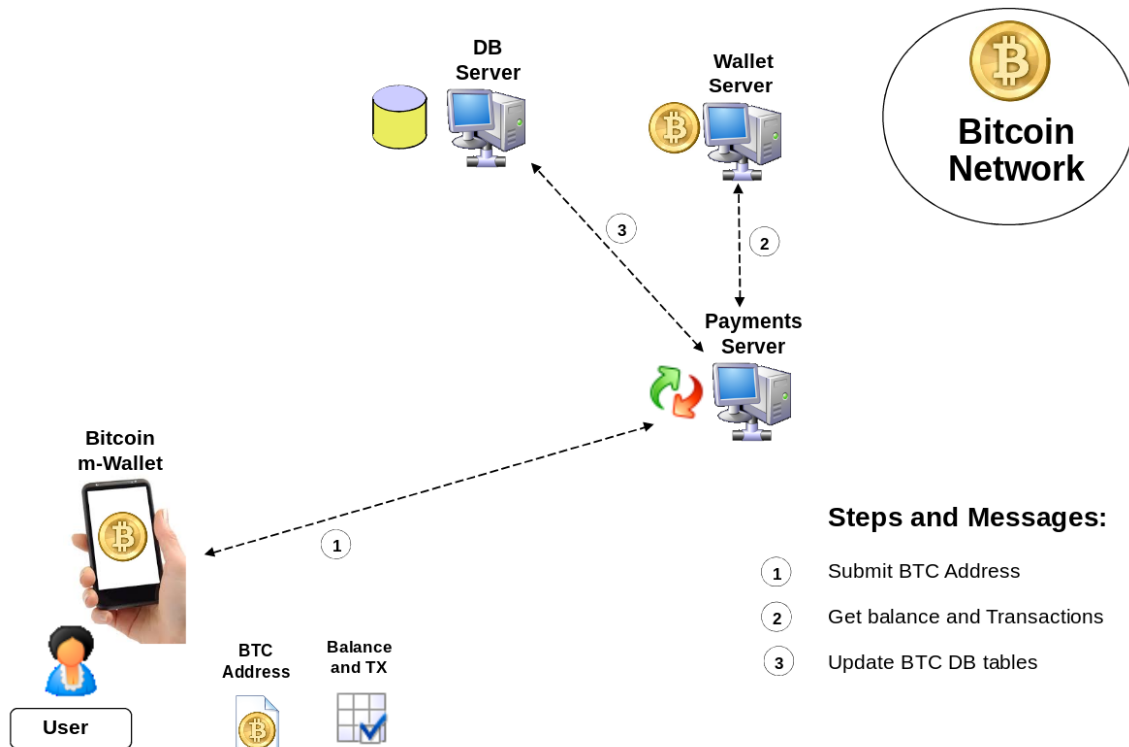 DB
Server
Wallet
Server
Bitcoin
Network
3
2
Payments
Server
Bitcoin
m-Wallet
1
Steps and Messages:
1 Submit BTC Address
2 Get balance and Transactions
3 Update BTC DB tables
BTC
Address
Balance
and TX
User